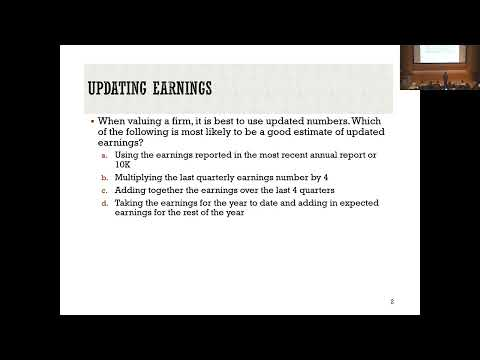 UPDATING EARNINGS
▪ When valuing a firm, it is best to use updated numbers. Which
of the following is most likely to be a good estimate of updated
earnings?
a. Using the earnings reported in the most recent annual report or
10K
b. Multiplying the last quarterly earnings number by 4
c. Adding together the earnings over the last 4 quarters
d. Taking the earnings for the year to date and adding in expected
earnings for the rest of the year
2